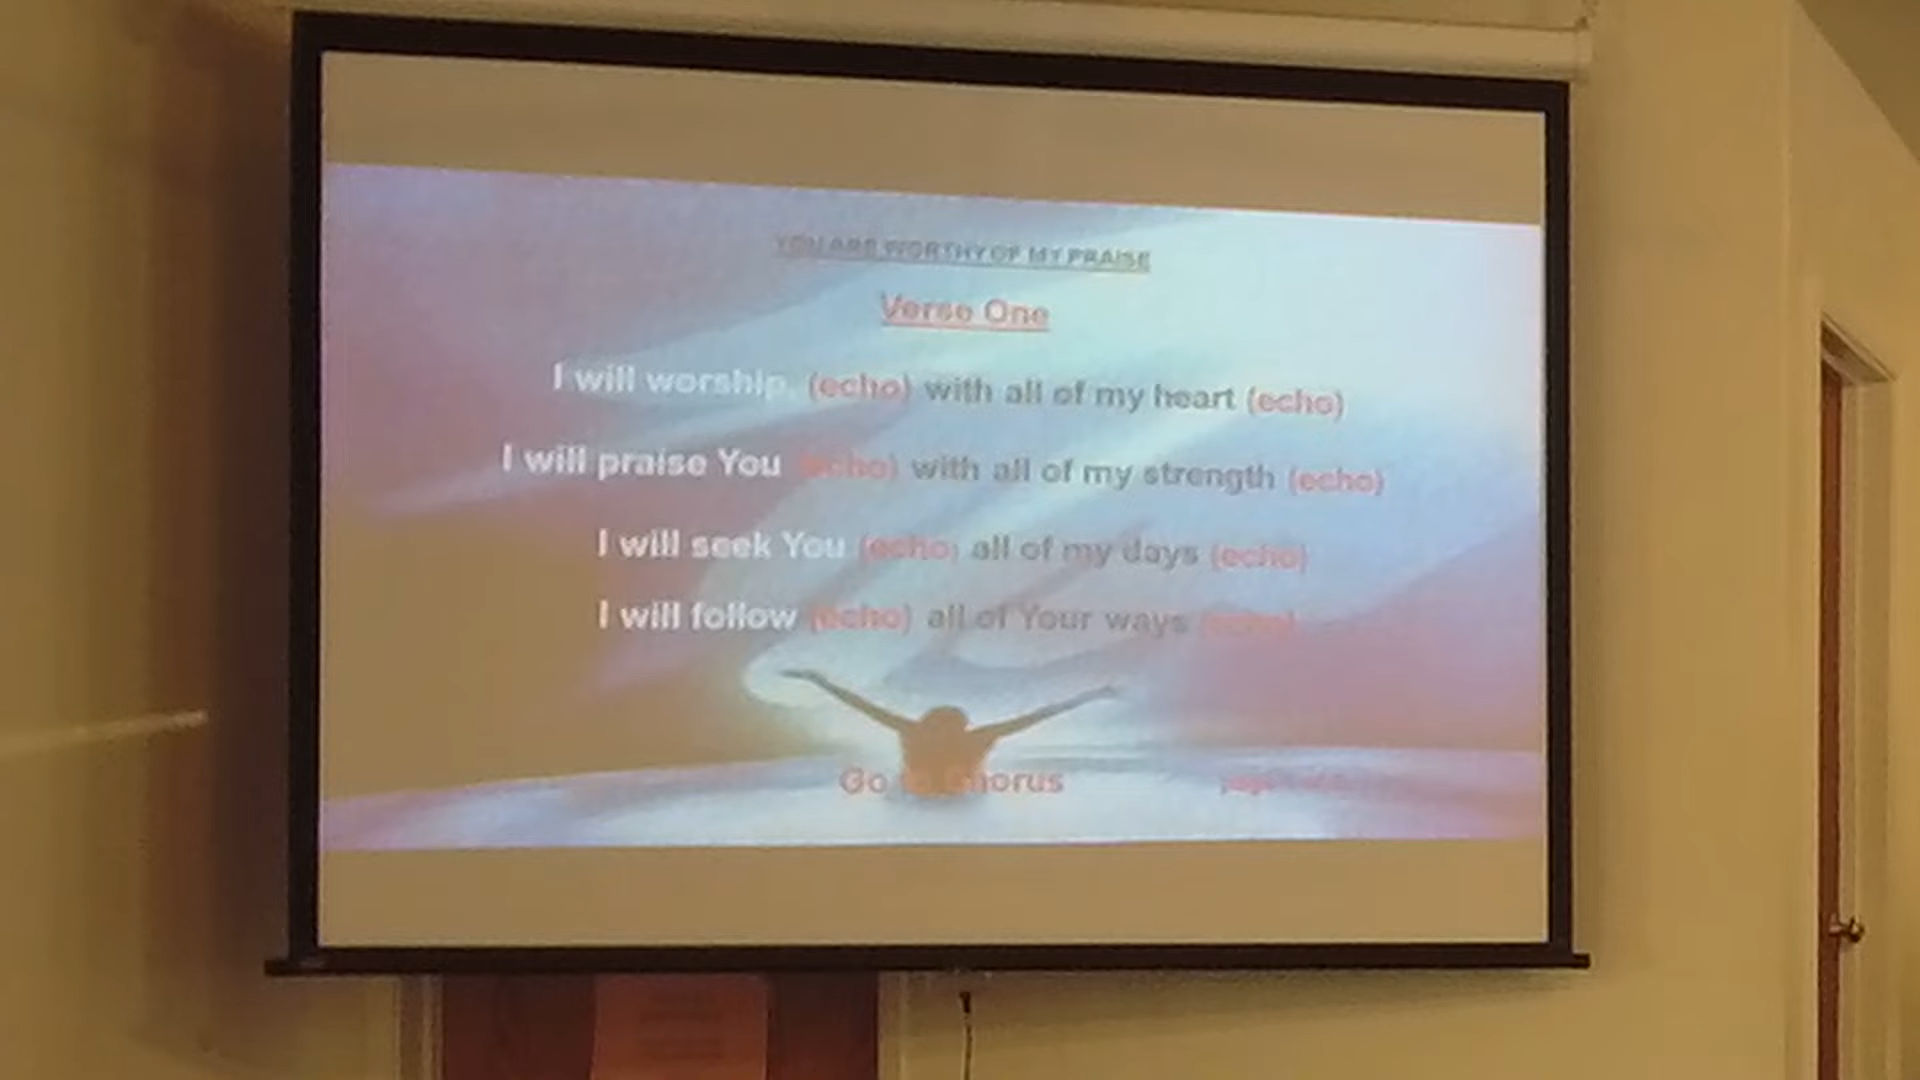 YOU ARE WORTHY OF MY PRAISE
Verse One
I will worship, (echo) with all of my heart (echo)
I will praise You (echo) with all of my strength (echo)
I will seek You (echo) all of my days (echo)
I will follow (echo) all of Your ways (echo)
Go to Chorus
page